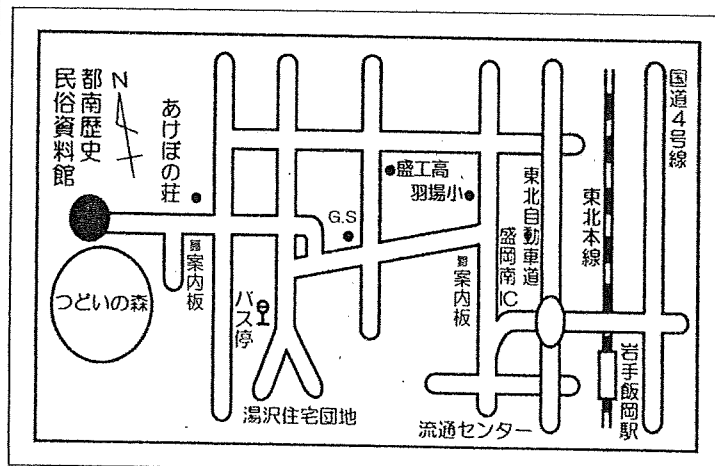 都南歴史
民俗資料館
N
あけぼの荘
案内板
つどいの森
バス停
湯沢住宅団地
G.S
盛工高
羽場小
案内板
流通センター
盛岡南IC
東北自動車道
東北本線
岩手飯岡駅
国道4号線